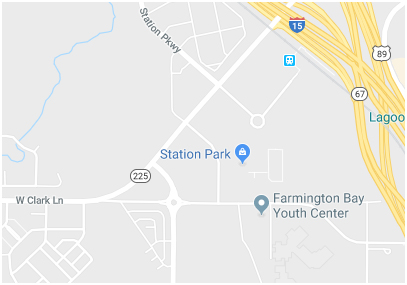 Station Pkwy
15
89
67
Lagoo
Station Park
225
W Clark Ln
Farmington Bay
Youth Center